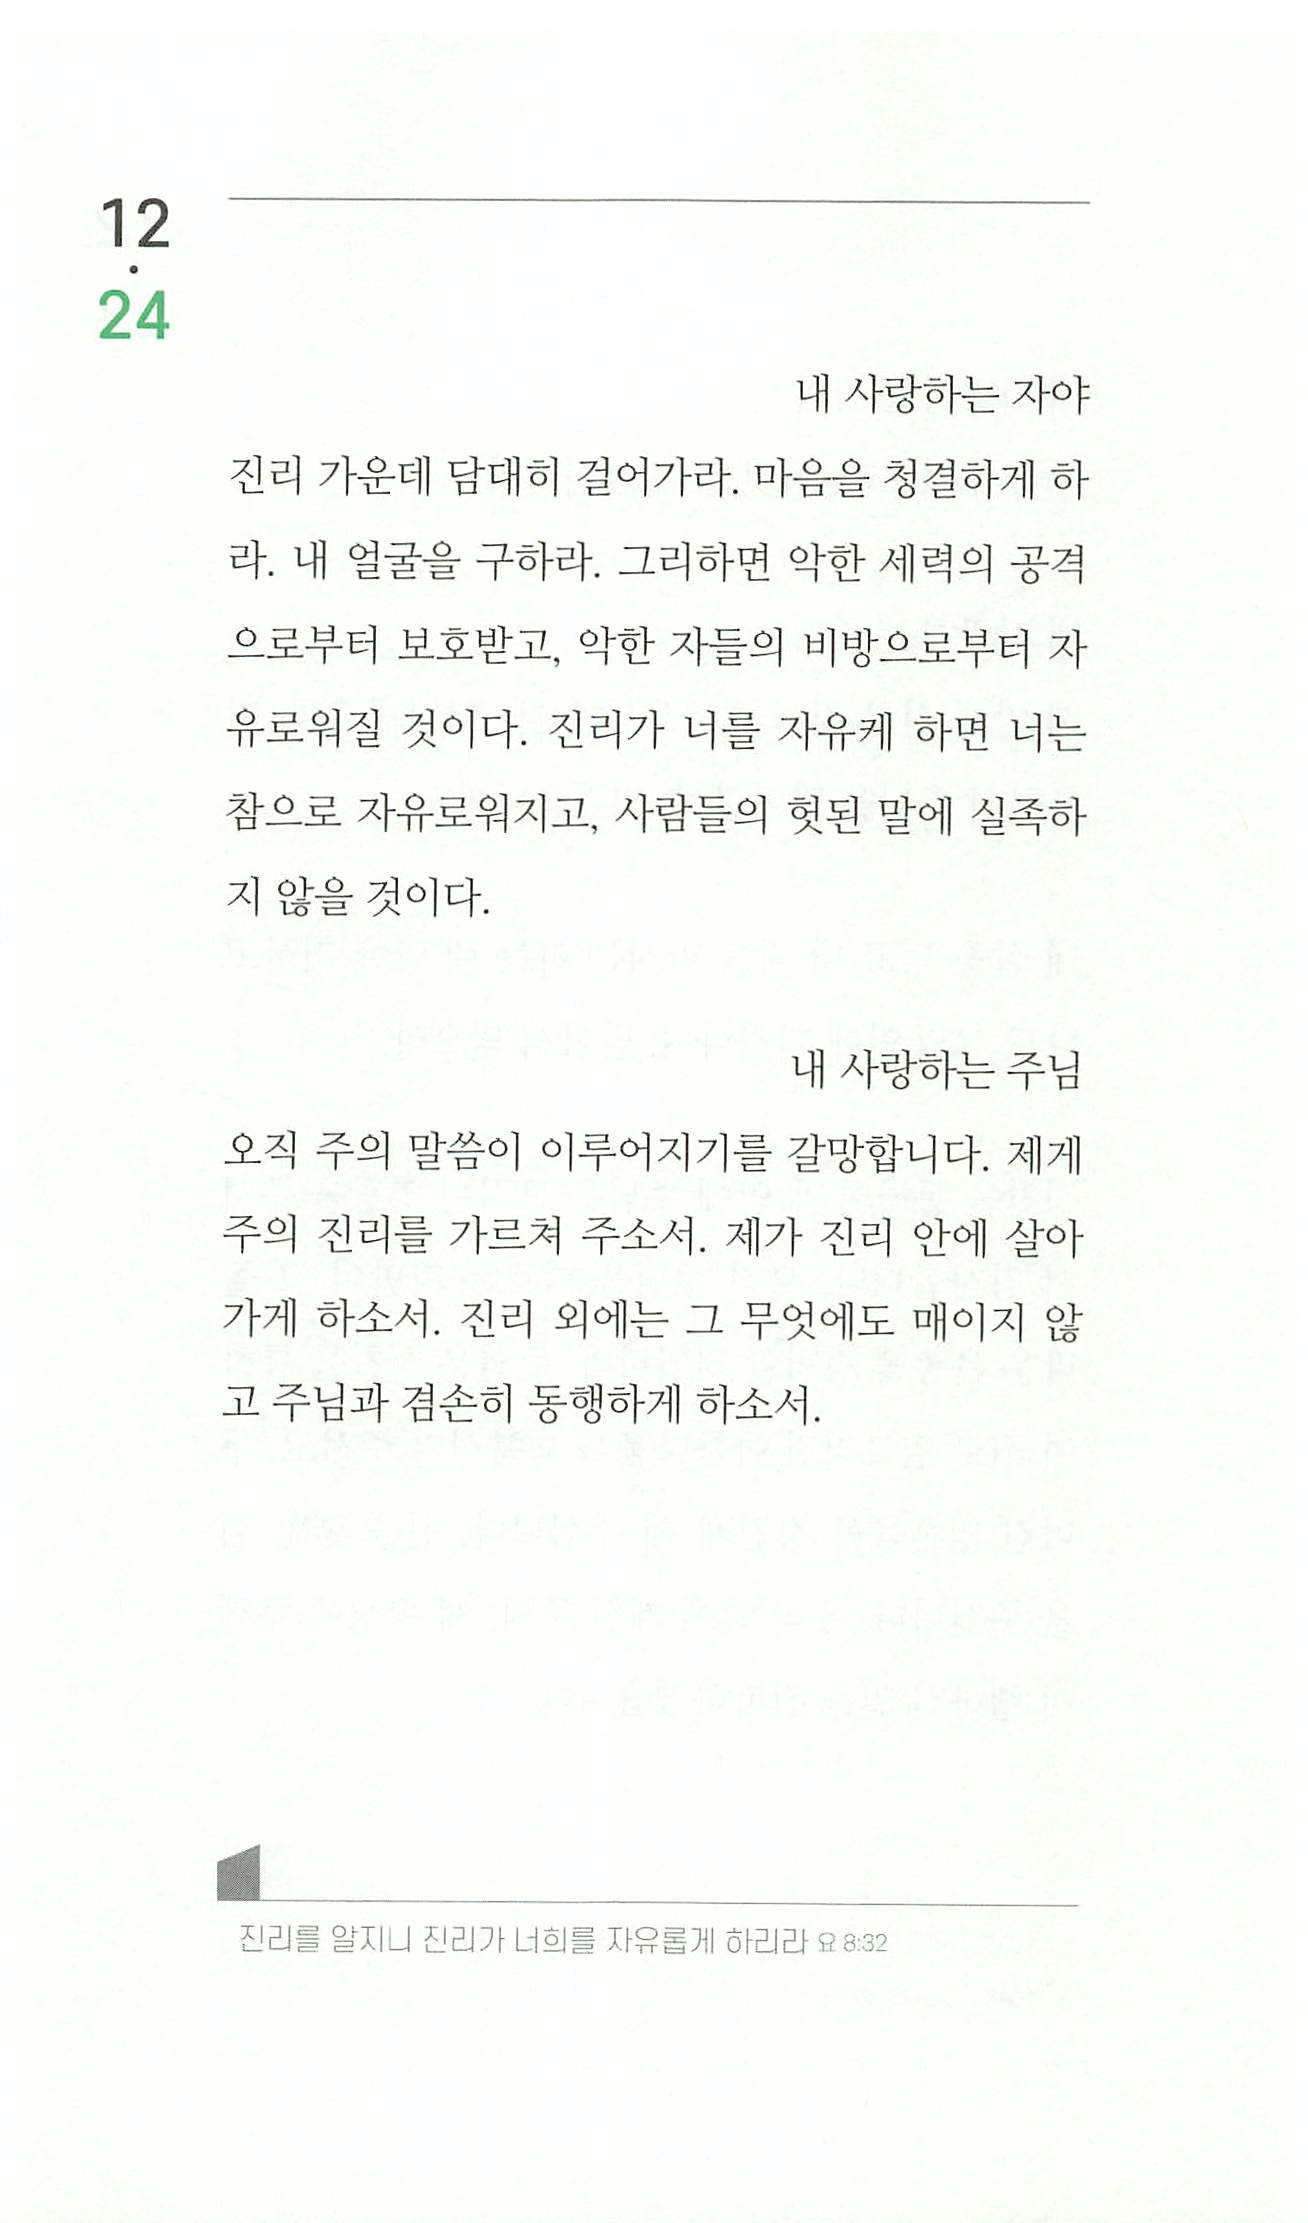 12
·
24
내 사랑하는 자야
진리 가운데 담대히 걸어가라. 마음을 청결하게 하
라. 내 얼굴을 구하라. 그리하면 악한 세력의 공격
으로부터 보호받고, 악한 자들의 비방으로부터 자
유로워질 것이다. 진리가 너를 자유케 하면 너는
참으로 자유로워지고, 사람들의 헛된 말에 실족하
지 않을 것이다.
내 사랑하는 주님
오직 주의 말씀이 이루어지기를 갈망합니다. 제게
주의 진리를 가르쳐 주소서. 제가 진리 안에 살아
가게 하소서. 진리 외에는 그 무엇에도 매이지 않
고 주님과 겸손히 동행하게 하소서.
진리를 알지니 진리가 너희를 자유롭게 하리라 요 8:32